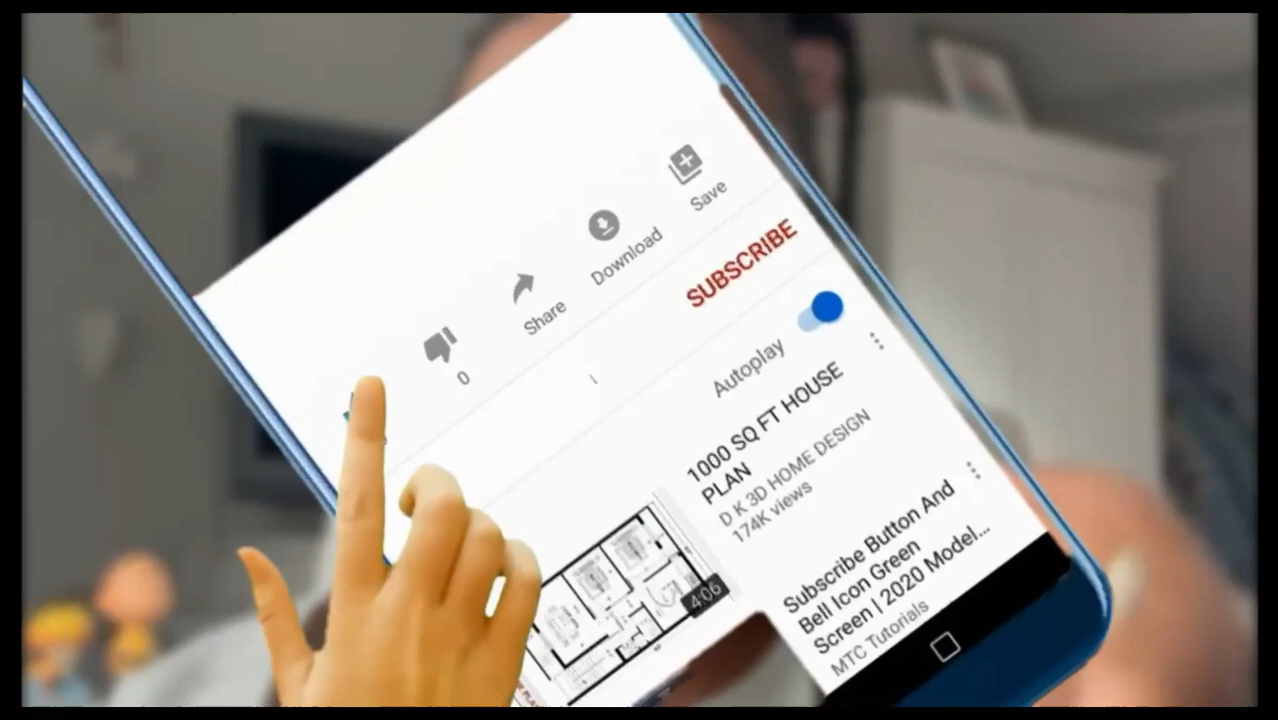 0
Share
Download
Save
SUBSCRIBE
Autoplay
1000 SQ FT HOUSE
PLAN
D K 3D HOME DESIGN
174K views
4:06
Subscribe Button And
Bell Icon Green
Screen | 2020 Model...
MTC Tutorials